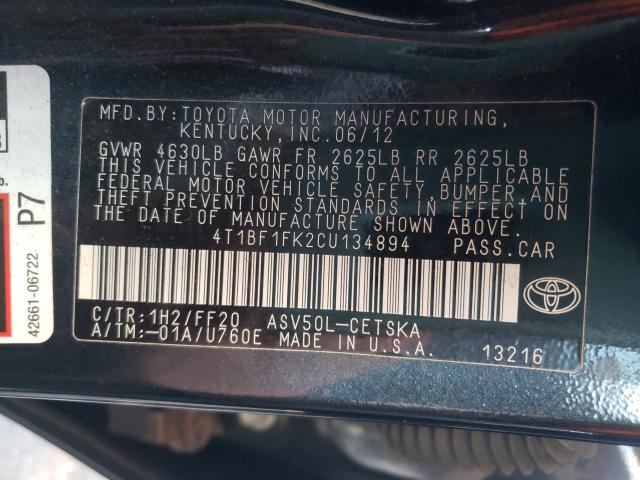 MFD.BY:TOYOTA MOTOR MANUFACTURING,
KENTUCKY, INC. 06/12
GVWR 4630LB GAWR FR 2625LB RR 2625LB
THIS VEHICLE CONFORMS TO ALL APPLICABLE
FEDERAL MOTOR VEHICLE SAFETY, BUMPER, AND
THEFT PREVENTION STANDARDS IN EFFECT ON
THE DATE OF MANUFACTURE SHOWN ABOVE.
4T1BF1FK2CU134894 PASS.CAR
C/TR:1H2/FF20 ASV50L-CETSKA
A/TM:-01A/U760E MADE IN U.S.A. 13216
P7
42661-06722